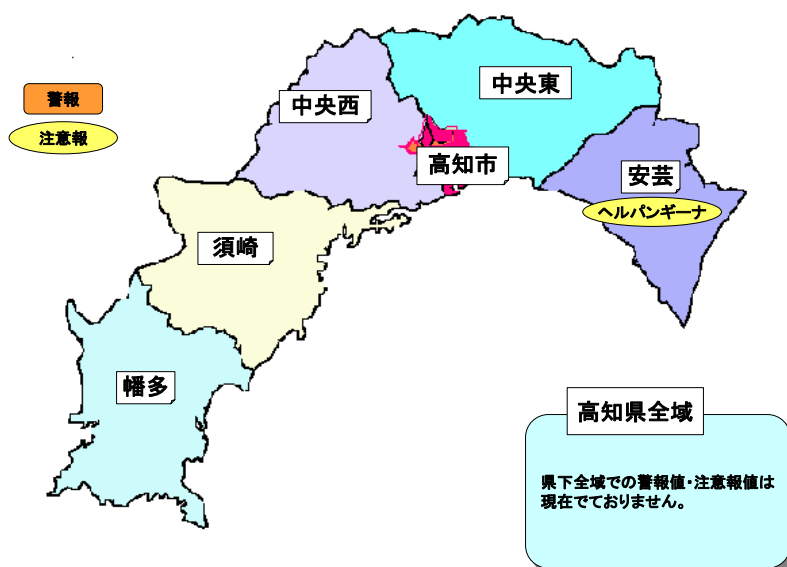 警報
注意報
中央西
中央東
高知市
安芸
ヘルパンギーナ
須崎
幡多
高知県全域
県下全域での警報値・注意報値は
現在でておりません。